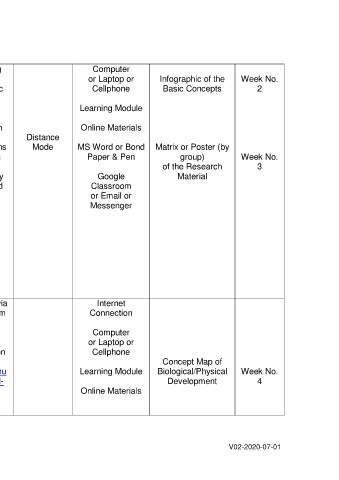 Computer
or Laptop or
Cellphone
Learning Module
Online Materials
MS Word or Bond
Paper & Pen
Google
Classroom
or Email or
Messenger
Distance
Mode
Infographic of the
Basic Concepts
Matrix or Poster (by
group)
of the Research
Material
Week No.
2
Week No.
3
Internet
Connection
Computer
or Laptop or
Cellphone
Learning Module
Online Materials
Concept Map of
Biological/Physical
Development
Week No.
4
V02-2020-07-01